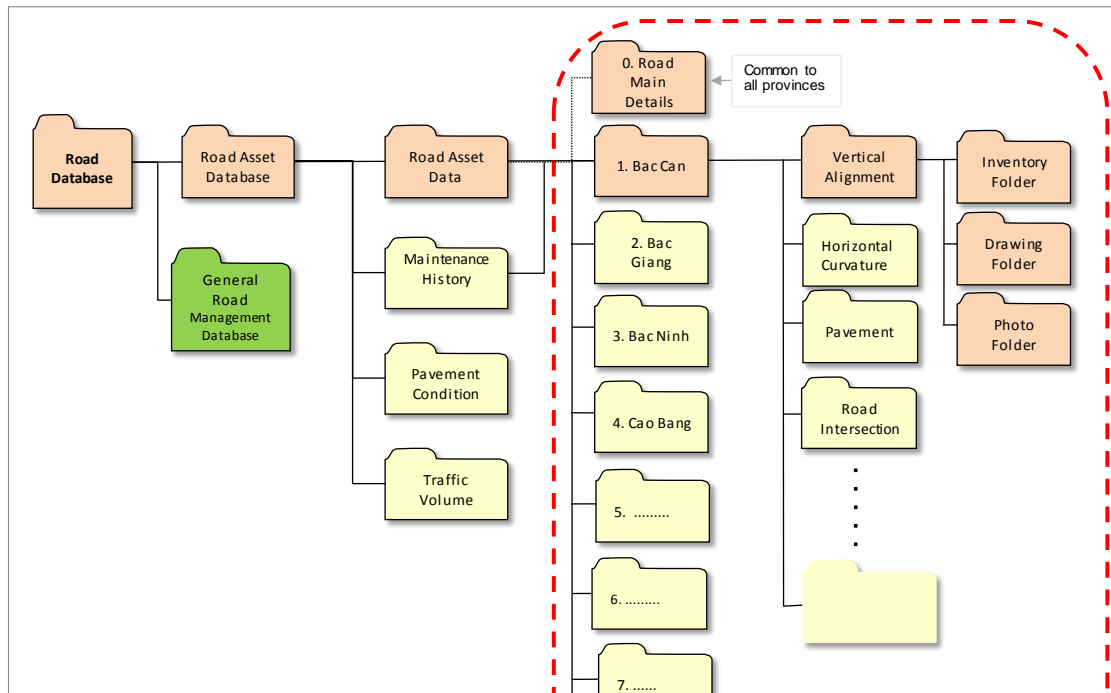 0. Road
Main
Details
Common to
all provinces
Road
Database
Road Asset
Database
Road Asset
Data
1. Bac Can
Vertical
Alignment
Inventory
Folder
General
Road
Management
Database
Maintenance
History
2. Bac
Giang
Horizontal
Curvature
Drawing
Folder
3. Bac Ninh
Pavement
Photo
Folder
Pavement
Condition
4. Cao Bang
Road
Intersection
Traffic
Volume
5. .........
6. .........
7. ......